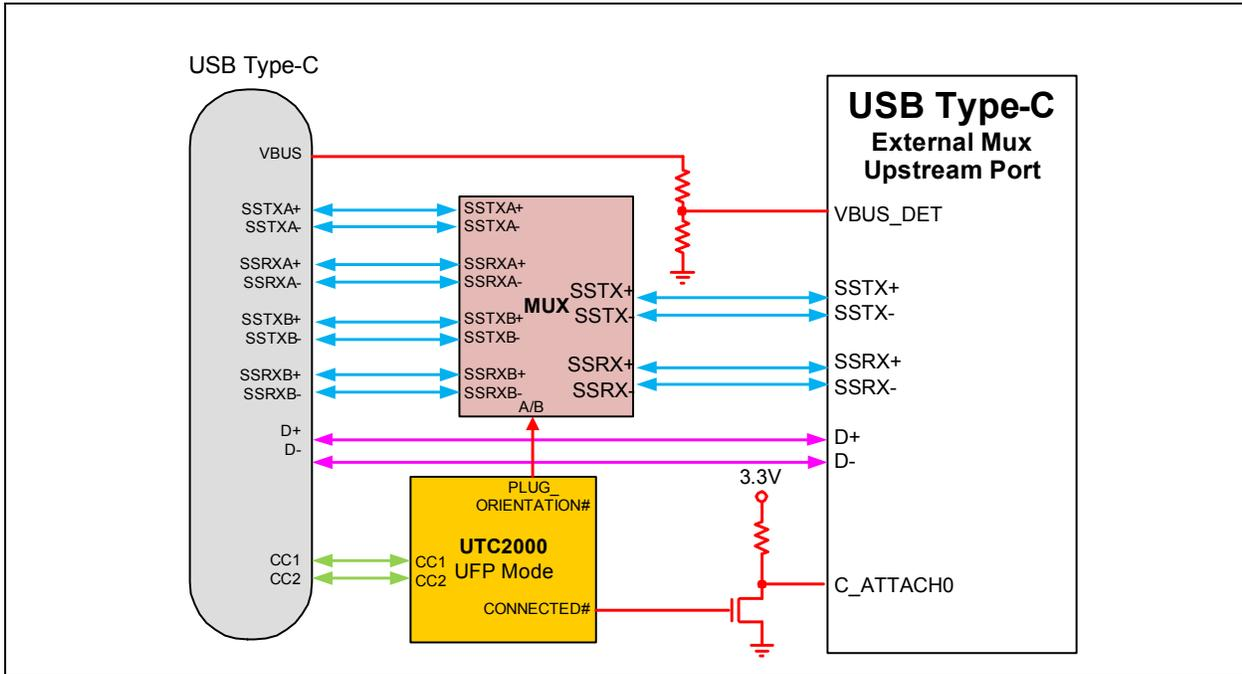 USB Type-C
VBUS
SSTXA+
SSTXA-
SSRXA+
SSRXA-
SSTXB+
SSTXB-
SSRXB+
SSRXB-
D+
D-
CC1
CC2
SSTXA+
SSTXA-
SSRXA+
SSRXA-
SSTXB+
SSTXB-
SSRXB+
SSRXB-
MUX
SSTX+
SSTX-
SSRX+
SSRX-
A/B
PLUG_
ORIENTATION#
UTC2000
UFP Mode
CC1
CC2
CONNECTED#
3.3V
USB Type-C
External Mux
Upstream Port
VBUS_DET
SSTX+
SSTX-
SSRX+
SSRX-
D+
D-
C_ATTACH0